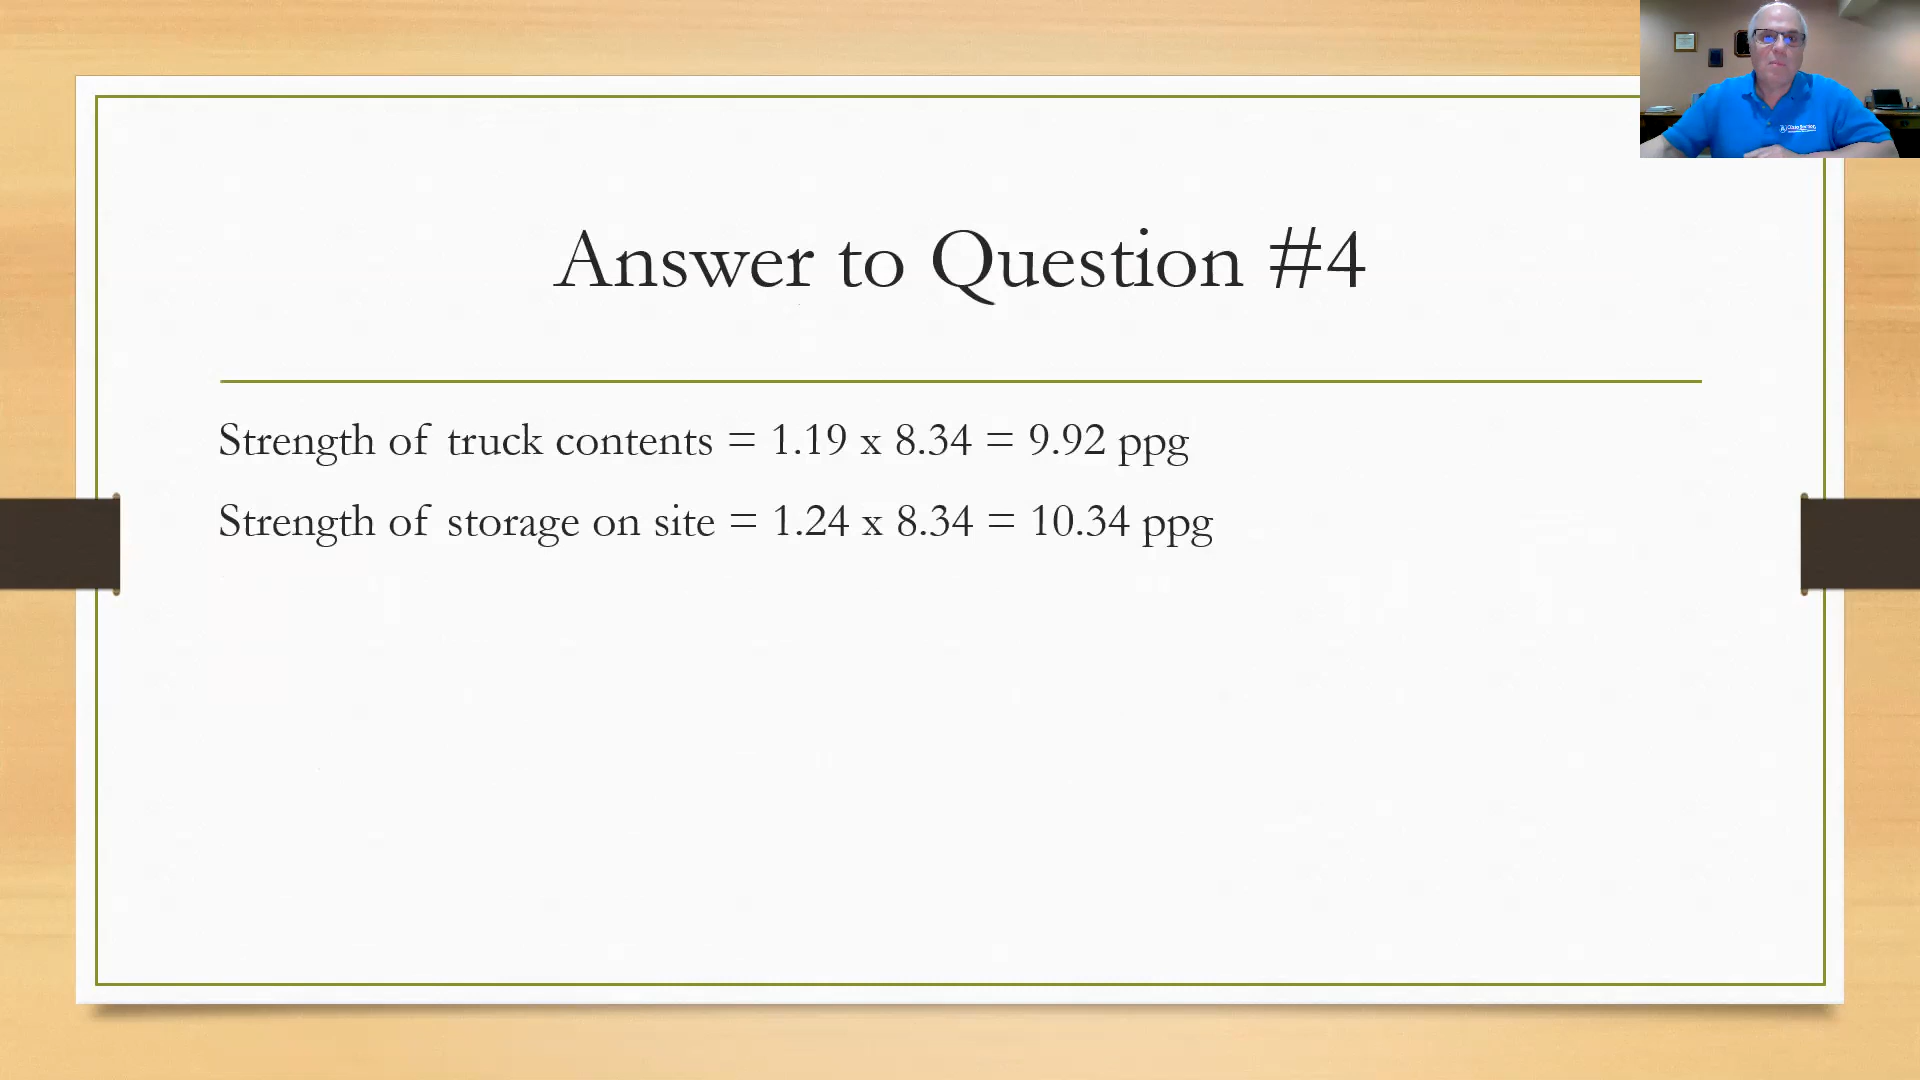 Answer to Question #4
Strength of truck contents = 1.19 x 8.34 = 9.92 ppg
Strength of storage on site = 1.24 x 8.34 = 10.34 ppg